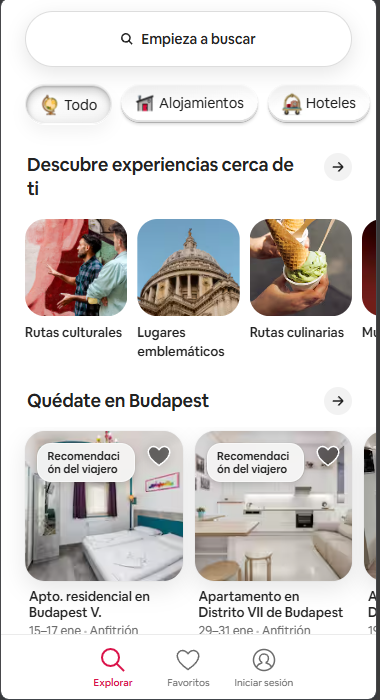 Empieza a buscar
Todo
Alojamientos
Hoteles
Descubre experiencias cerca de
ti
Rutas culturales
Lugares
emblemáticos
Rutas culinarias
Mu
Quédate en Budapest
Recomendaci
ón del viajero
Recomendaci
ón del viajero
Apto. residencial en
Budapest V.
Apartamento en
Distrito VII de Budapest
A
D
15–17 ene · Anfitrión
29–31 ene · Anfitrión
19
Explorar
Favoritos
Iniciar sesión